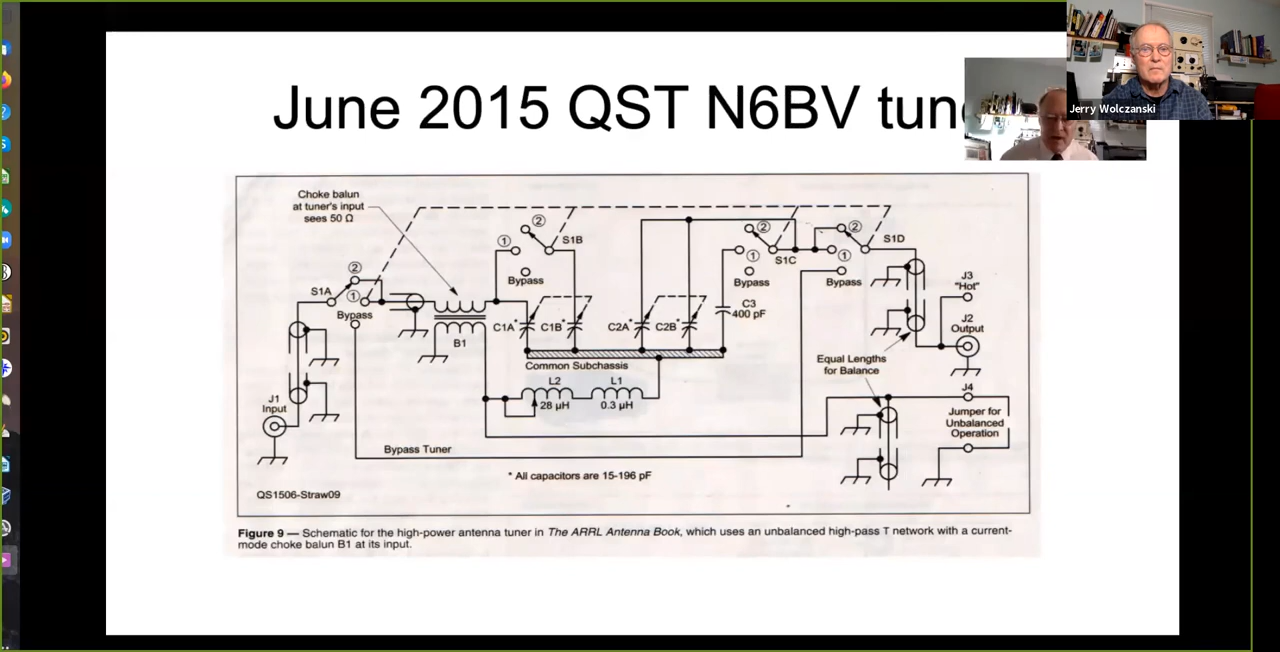 June 2015 QST N6BV
Jerry Wolczanski
Choke balun
at tuner's input
sees 50 Ω
S1A
②
①
Bypass
J1
Input
B1
①
②
S1B
Bypass
C1A*
C1B*
C2A*
C2B*
②
①
S1C
Bypass
C3
400 pF
②
①
S1D
Bypass
Common Subchassis
L2
28 µH
L1
0.3 µH
Equal Lengths
for Balance
J3
"Hot"
J2
Output
J4
Jumper for
Unbalanced
Operation
Bypass Tuner
* All capacitors are 15-196 pF
QS1506-Straw09
Figure 9 — Schematic for the high-power antenna tuner in The ARRL Antenna Book, which uses an unbalanced high-pass T network with a current-
mode choke balun B1 at its input.